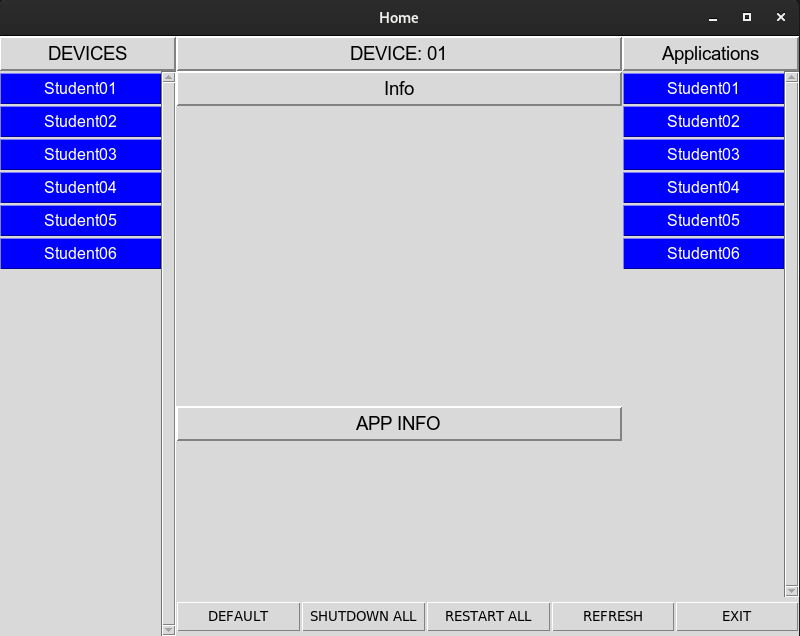 Home
DEVICES
DEVICE: 01
Applications
Student01
Student02
Student03
Student04
Student05
Student06
Info
APP INFO
Student01
Student02
Student03
Student04
Student05
Student06
DEFAULT
SHUTDOWN ALL
RESTART ALL
REFRESH
EXIT